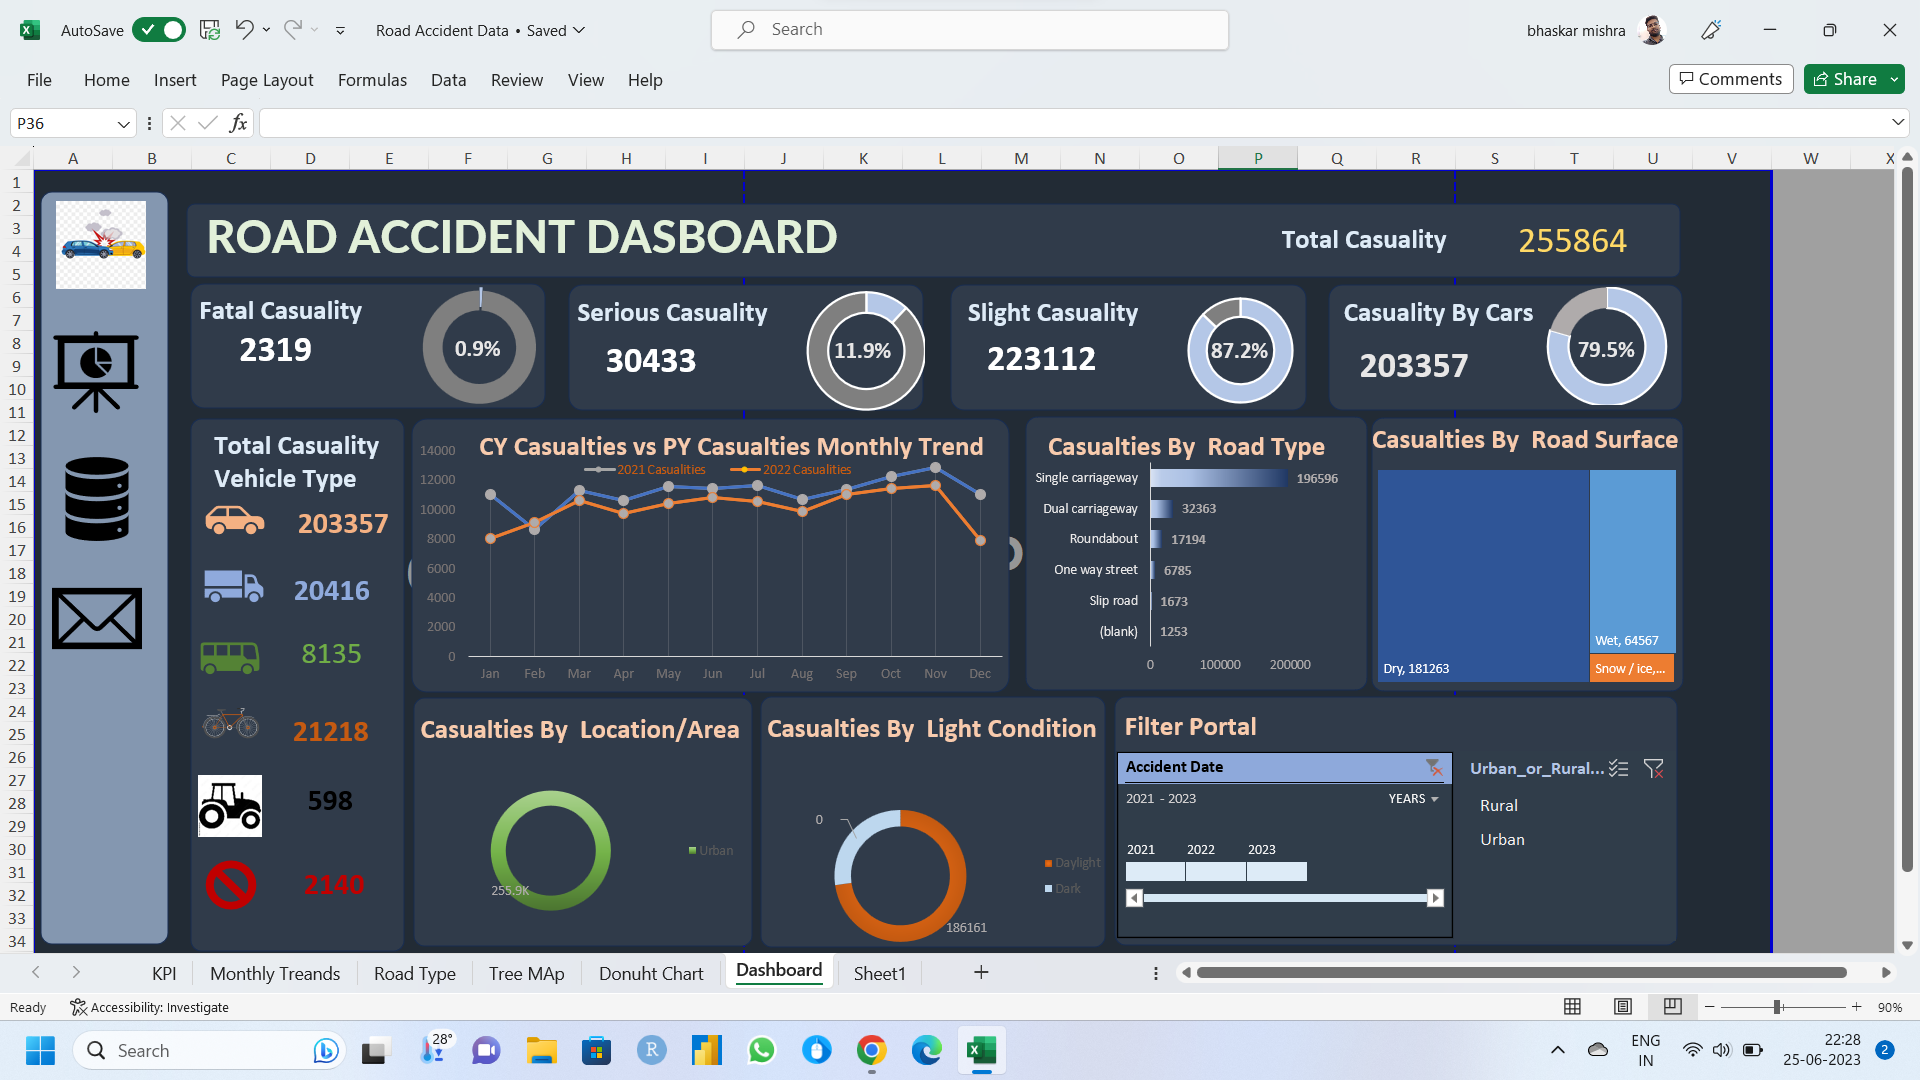 AutoSave
Road Accident Data • Saved
Search
bhaskar mishra
File Home Insert Page Layout Formulas Data Review View Help
Comments Share
P36
fx
A B C D E F G H I J K L M N O P Q R S T U V W X
1
2
3
4
5
6
7
8
9
10
11
12
13
14
15
16
17
18
19
20
21
22
23
24
25
26
27
28
29
30
31
32
33
34
ROAD ACCIDENT DASBOARD
Total Casuality 255864
Fatal Casuality
2319
0.9%
Serious Casuality
30433
11.9%
Slight Casuality
223112
87.2%
Casuality By Cars
203357
79.5%
Total Casuality
Vehicle Type
203357
20416
8135
21218
598
2140
CY Casualties vs PY Casualties Monthly Trend
2021 Casualities 2022 Casualities
14000
12000
10000
8000
6000
4000
2000
0
Jan Feb Mar Apr May Jun Jul Aug Sep Oct Nov Dec
Casualties By Road Type
Single carriageway 196596
Dual carriageway 32363
Roundabout 17194
One way street 6785
Slip road 1673
(blank) 1253
0 100000 200000
Casualties By Road Surface
Dry, 181263
Wet, 64567
Snow / ice,...
Casualties By Location/Area
Urban
255.9K
Casualties By Light Condition
0
Daylight
Dark
186161
Filter Portal
Accident Date
2021 - 2023
YEARS
2021 2022 2023
Urban_or_Rural...
Rural
Urban
KPI Monthly Treands Road Type Tree MAp Donuht Chart Dashboard Sheet1
Ready Accessibility: Investigate
90%
Search
28°
R
ENG
IN
22:28
25-06-2023
2